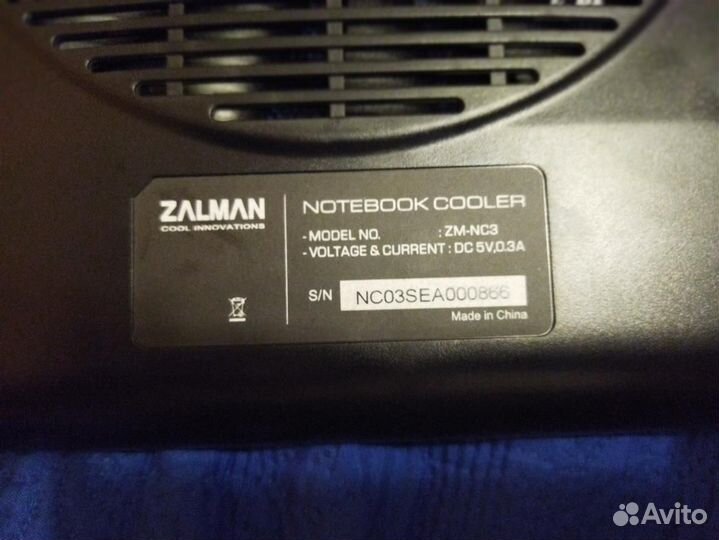 ZALMAN
COOL INNOVATIONS
NOTEBOOK COOLER
- MODEL NO. : ZM-NC3
- VOLTAGE & CURRENT : DC 5V,0.3A
S/N NC03SEA000866
Made in China
Avito